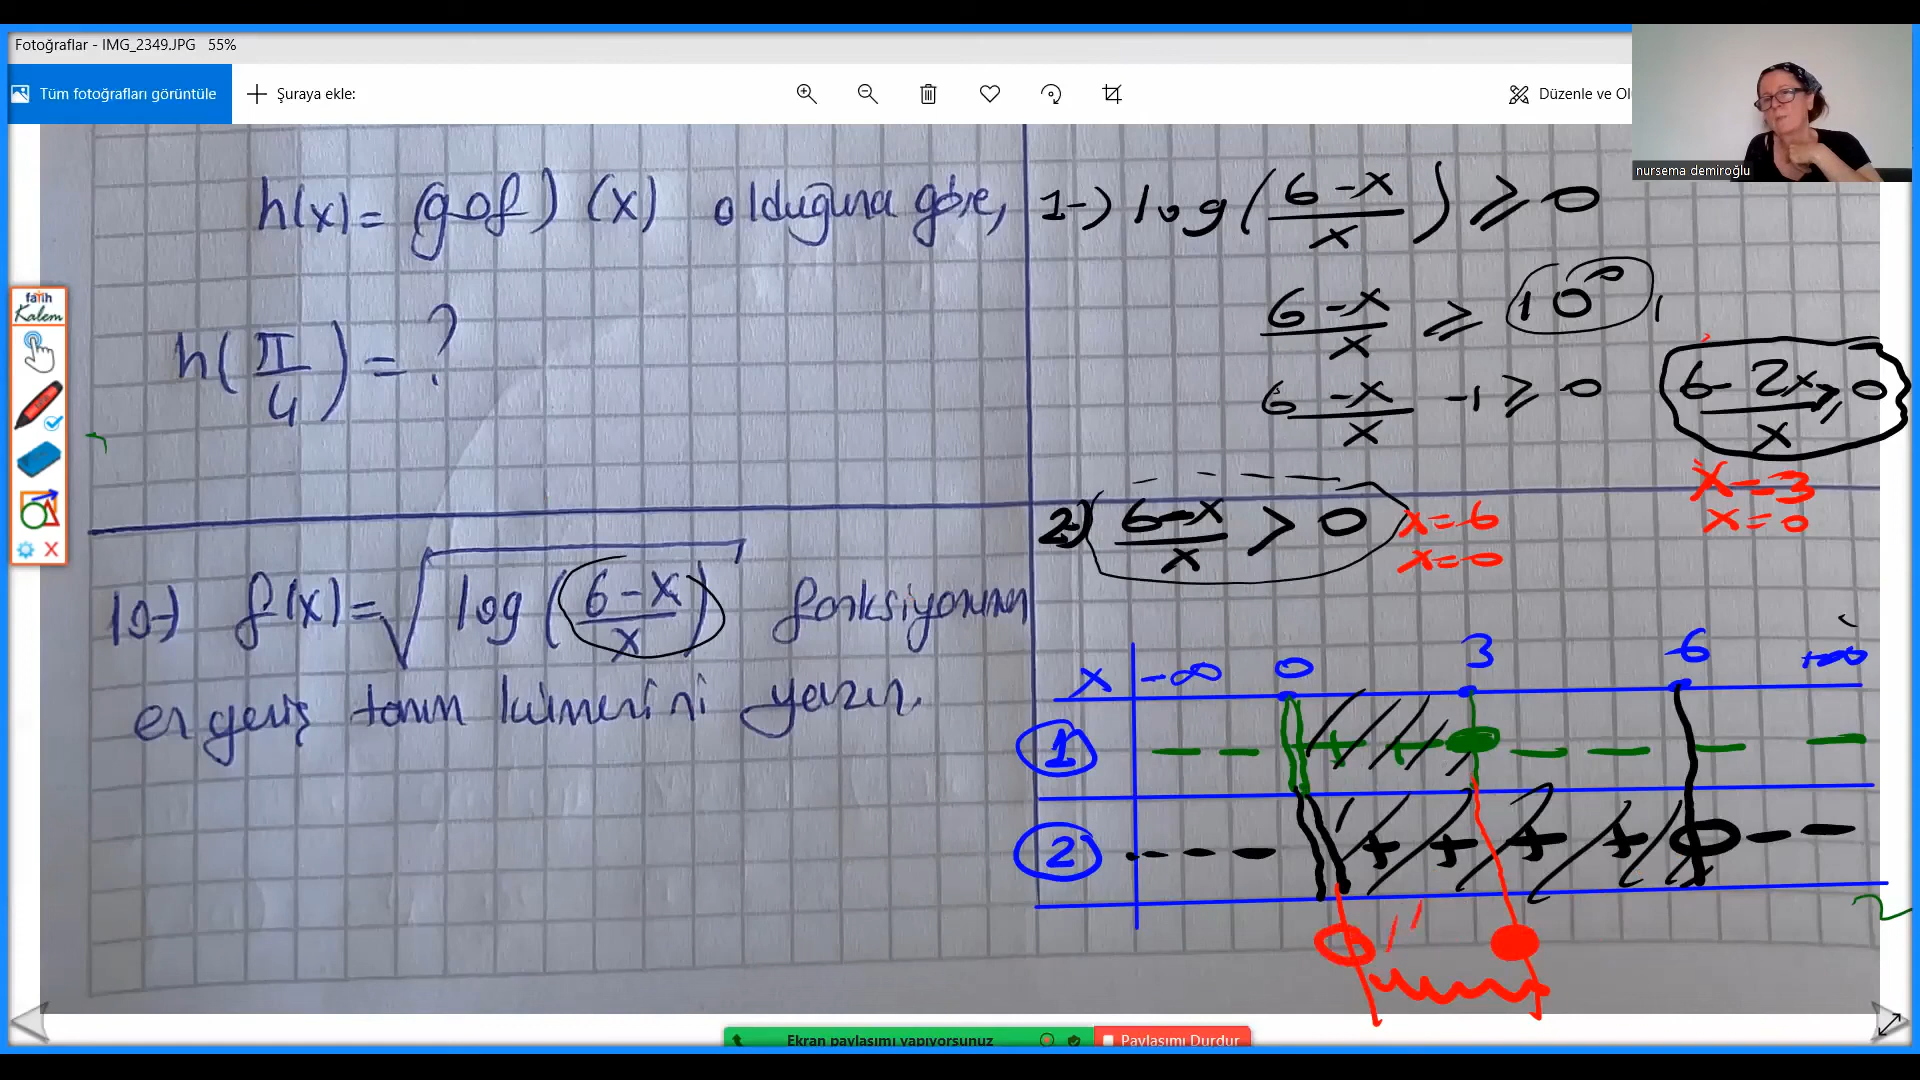 Fotoğraflar - IMG_2349.JPG 55%
Tüm fotoğrafları görüntüle
Şuraya ekle:
Düzenle ve Ol
nursema demiroğlu
fatih
Kalem
h(x) = (gof) (x) olduğuna göre,
h(π/4) = ?
10-) f(x) = √log((6-x)/x) fonksiyonunun
en geniş tanım kümesini yazın.
1-) log((6-x)/x) ≥ 0
(6-x)/x ≥ 10⁰
(6-x)/x -1 ≥ 0
(6-2x)/x ≥ 0
x=3
x=0
2-) (6-x)/x > 0
x=6
x=0
x -∞ 0 3 6 +∞
1 - - + + - - - -
2 - - - + + + + - -
Ekran paylaşımı yapıyorsunuz
Paylaşımı Durdur